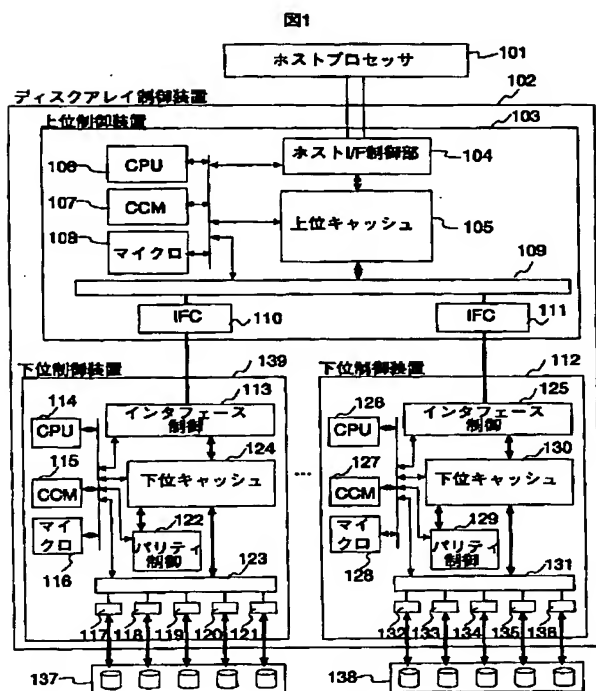 図1
ホストプロセッサ
101
102
ディスクアレイ制御装置
上位制御装置
103
106
CPU
ホストI/F制御部
104
107
CCM
上位キャッシュ
105
108
マイクロ
109
IFC
110
IFC
111
下位制御装置
139
下位制御装置
112
114
CPU
113
インタフェース
制御
126
CPU
125
インタフェース
制御
115
CCM
124
下位キャッシュ
...
127
CCM
130
下位キャッシュ
マイクロ
116
122
パリティ
制御
マイ
クロ
128
129
パリティ
制御
123
131
117
118
119
120
121
132
133
134
135
136
137
138